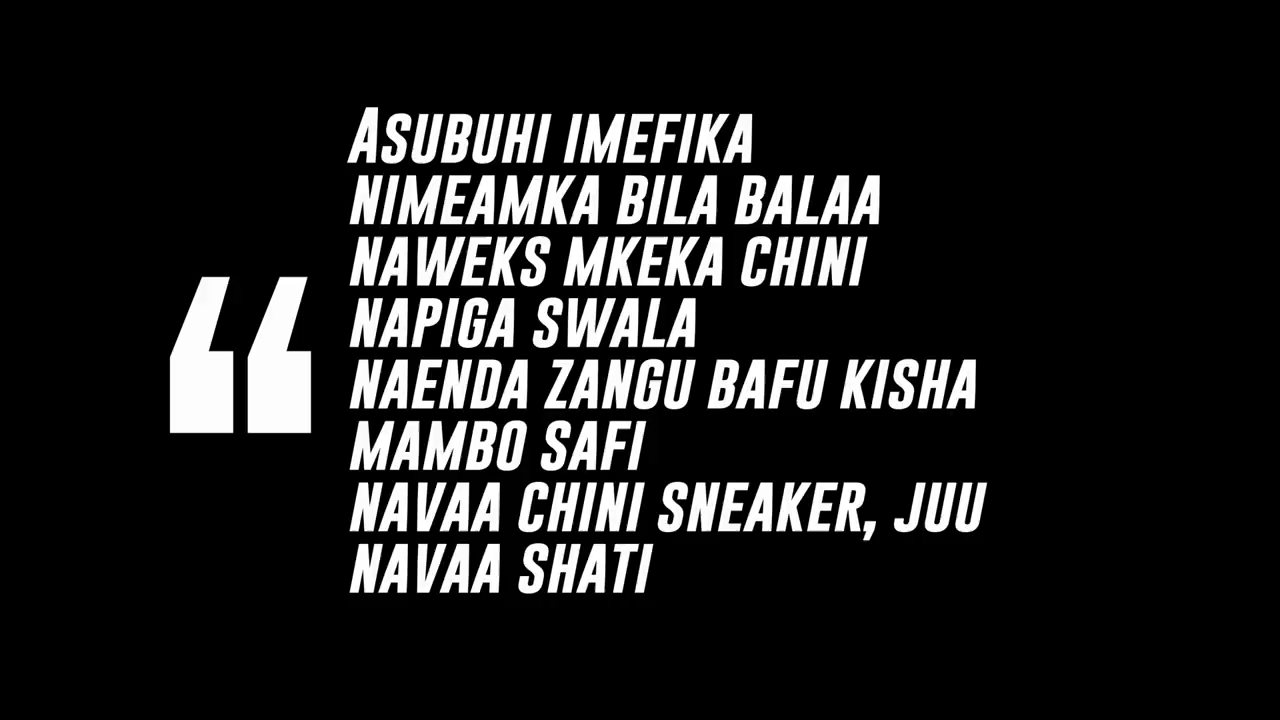 “
Asubuhi imefika
nimeamka bila balaa
naweks mkeka chini
napiga swala
naenda zangu bafu kisha
mambo safi
navaa chini sneaker, juu
navaa shati